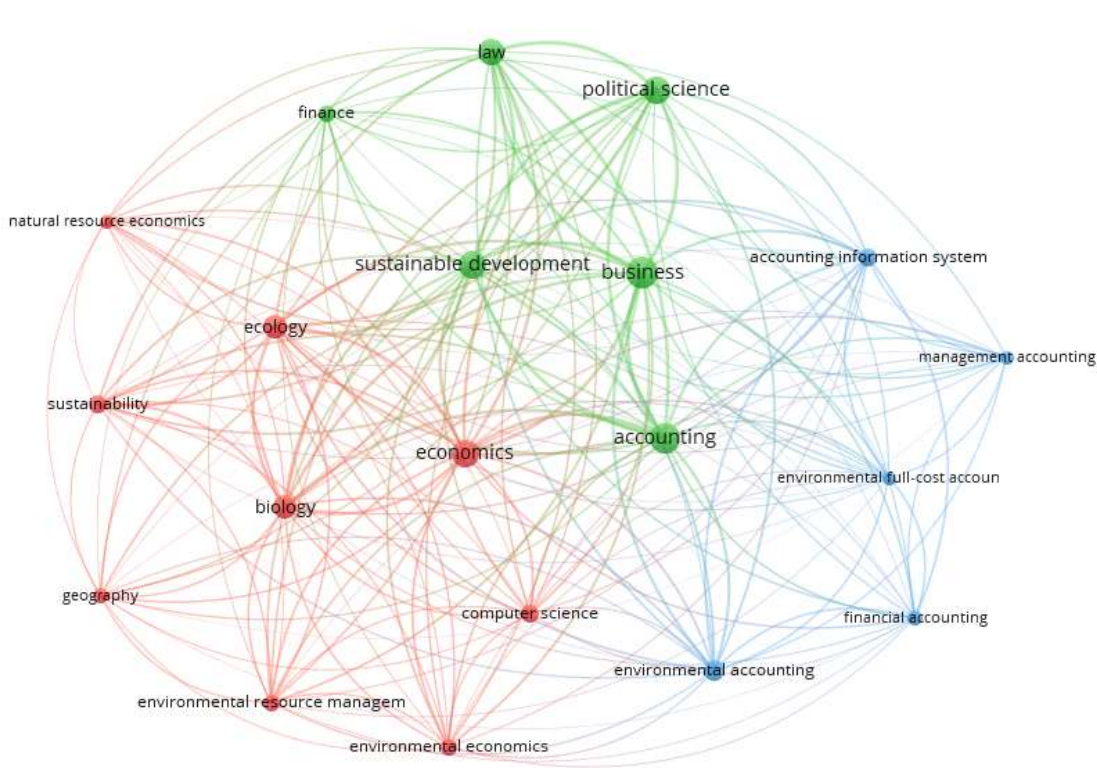 law
political science
finance
natural resource economics
accounting information system
sustainable development
business
ecology
management accounting
sustainability
accounting
economics
environmental full-cost accoun
biology
geography
computer science
financial accounting
environmental accounting
environmental resource managem
environmental economics